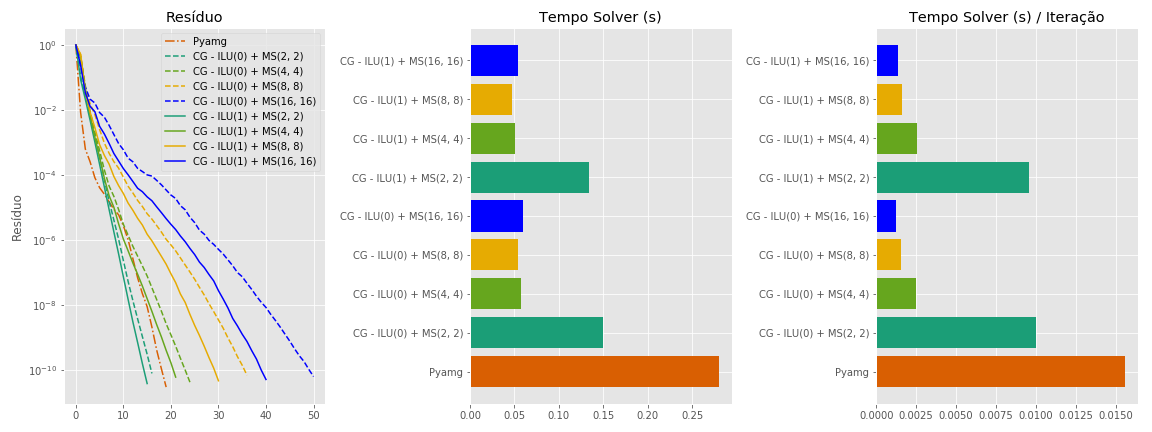 Resíduo
Resíduo
10⁰
10⁻²
10⁻⁴
10⁻⁶
10⁻⁸
10⁻¹⁰
0
10
20
30
40
50
Pyamg
CG - ILU(0) + MS(2, 2)
CG - ILU(0) + MS(4, 4)
CG - ILU(0) + MS(8, 8)
CG - ILU(0) + MS(16, 16)
CG - ILU(1) + MS(2, 2)
CG - ILU(1) + MS(4, 4)
CG - ILU(1) + MS(8, 8)
CG - ILU(1) + MS(16, 16)
Tempo Solver (s)
CG - ILU(1) + MS(16, 16)
CG - ILU(1) + MS(8, 8)
CG - ILU(1) + MS(4, 4)
CG - ILU(1) + MS(2, 2)
CG - ILU(0) + MS(16, 16)
CG - ILU(0) + MS(8, 8)
CG - ILU(0) + MS(4, 4)
CG - ILU(0) + MS(2, 2)
Pyamg
0.00
0.05
0.10
0.15
0.20
0.25
Tempo Solver (s) / Iteração
CG - ILU(1) + MS(16, 16)
CG - ILU(1) + MS(8, 8)
CG - ILU(1) + MS(4, 4)
CG - ILU(1) + MS(2, 2)
CG - ILU(0) + MS(16, 16)
CG - ILU(0) + MS(8, 8)
CG - ILU(0) + MS(4, 4)
CG - ILU(0) + MS(2, 2)
Pyamg
0.0000
0.0025
0.0050
0.0075
0.0100
0.0125
0.0150